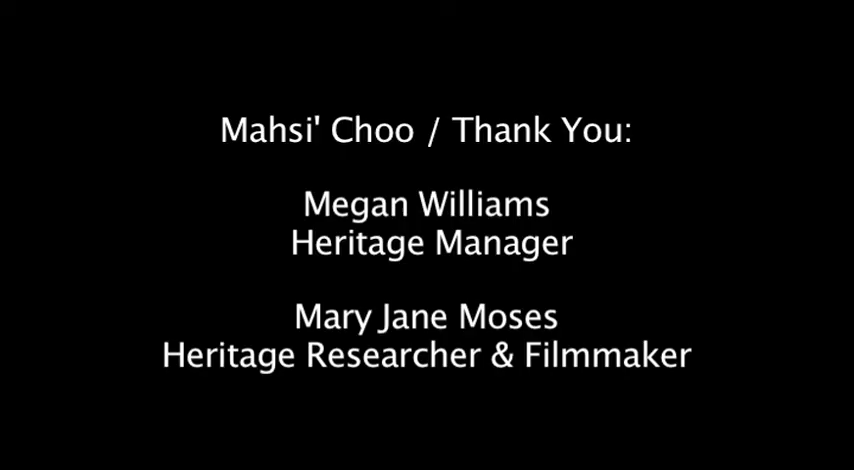 Mahsi' Choo / Thank You:
Megan Williams
Heritage Manager
Mary Jane Moses
Heritage Researcher & Filmmaker